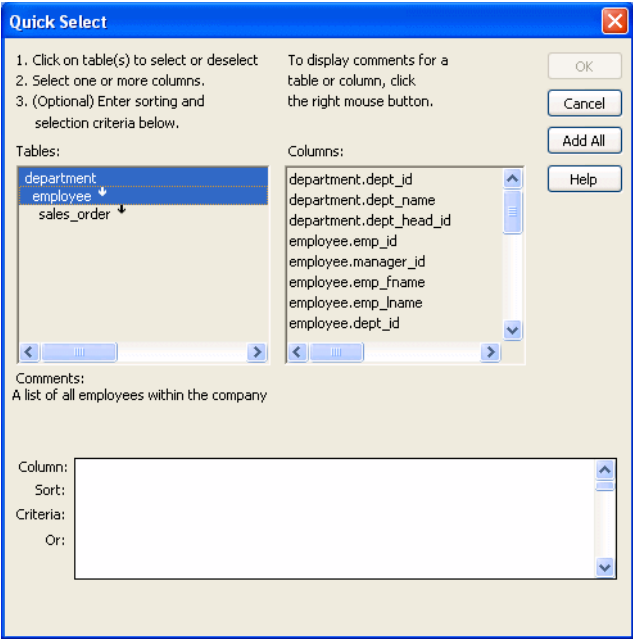 Quick Select
1. Click on table(s) to select or deselect
2. Select one or more columns.
3. (Optional) Enter sorting and
selection criteria below.
To display comments for a
table or column, click
the right mouse button.
OK
Cancel
Add All
Help
Tables:
department
employee
sales_order
Columns:
department.dept_id
department.dept_name
department.dept_head_id
employee.emp_id
employee.manager_id
employee.emp_fname
employee.emp_lname
employee.dept_id
Comments:
A list of all employees within the company
Column:
Sort:
Criteria:
Or: